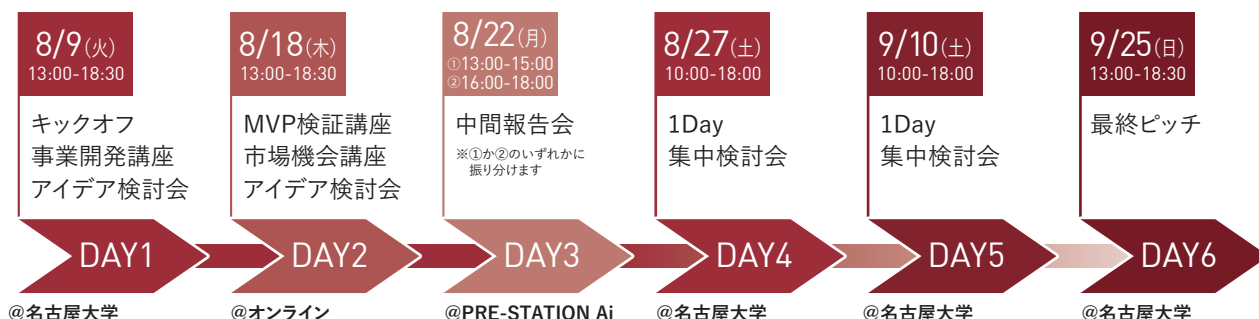 8/9(火)
13:00-18:30
キックオフ
事業開発講座
アイデア検討会
DAY1
@名古屋大学
8/18(木)
13:00-18:30
MVP検証講座
市場機会講座
アイデア検討会
DAY2
@オンライン
8/22(月)
①13:00-15:00
②16:00-18:00
中間報告会
※①か②のいずれかに
振り分けます
DAY3
@PRE-STATION Ai
8/27(土)
10:00-18:00
1Day
集中検討会
DAY4
@名古屋大学
9/10(土)
10:00-18:00
1Day
集中検討会
DAY5
@名古屋大学
9/25(日)
13:00-18:30
最終ピッチ
DAY6
@名古屋大学